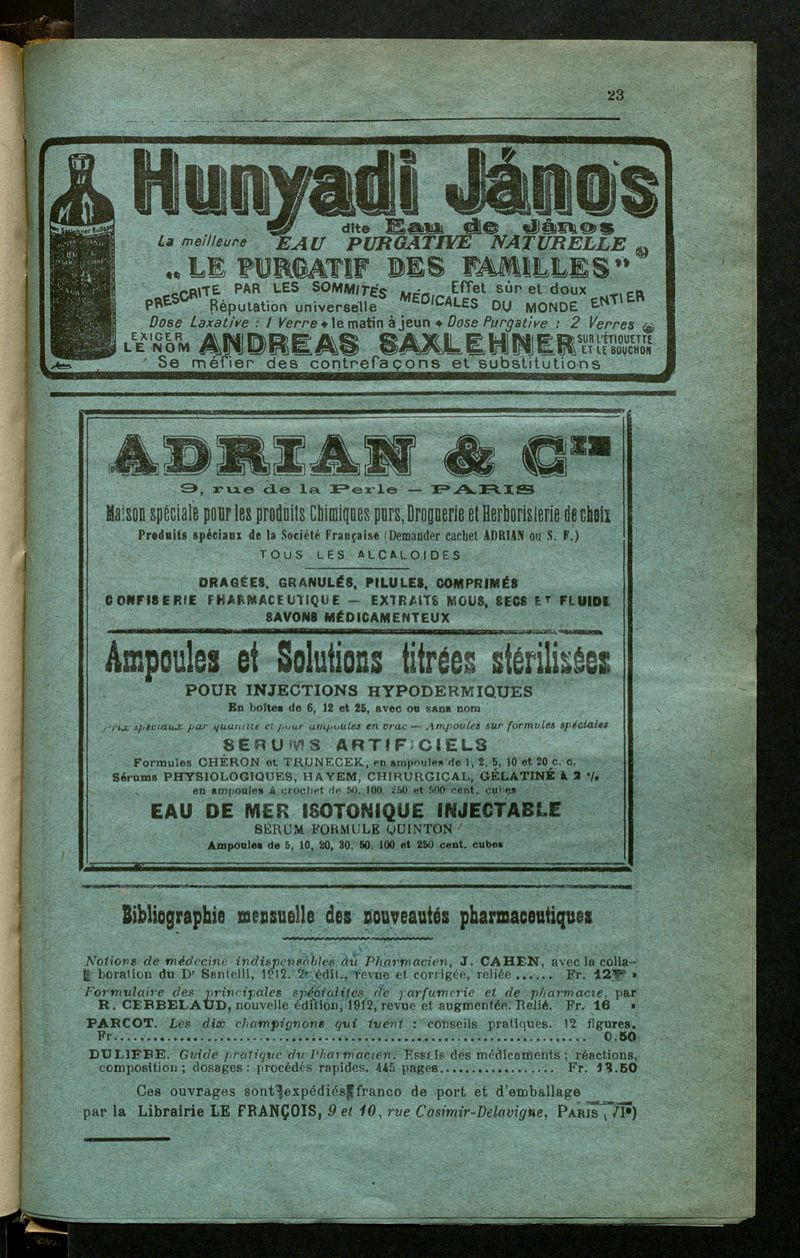 23
Hunyadi János
dite Eau de János
La meilleure EAU PURGATIVE NATURELLE
„ LE PURGATIF DES FAMILLES”
PRESCRITE PAR LES SOMMITÉS MÉDICALES DU MONDE ENTIER
Effet sûr et doux
Réputation universelle
Dose Laxative : 1 Verre le matin à jeun Dose Purgative : 2 Verres
EXIGER LE NOM ANDREAS SAXLEHNER SUR L'ÉTIQUETTE ET LE BOUCHON
Se méfier des contrefaçons et substitutions
ADRIAN & CIE
9, rue de la Perle — PARIS
Maison spéciale pour les produits Chimiques purs, Droguerie et Herboristerie de choix
Produits spéciaux de la Société Française (Demander cachet ADRIAN ou S. F.)
TOUS LES ALCALOIDES
DRAGÉES, GRANULÉS, PILULES, COMPRIMÉS
CONFISERIE PHARMACEUTIQUE — EXTRAITS MOUS, SECS ET FLUIDE
SAVONS MÉDICAMENTEUX
Ampoules et Solutions titrées stérilisées
POUR INJECTIONS HYPODERMIQUES
En boîtes de 6, 12 et 25, avec ou sans nom
Prix spéciaux par quantité et pour ampoules en vrac — Ampoules sur formules spéciales
SÉRUMS ARTIFICIELS
Formules CHÉRON et TRUNECEK, en ampoules de 1, 2, 5, 10 et 20 c. c.
Sérums PHYSIOLOGIQUES, HAYEM, CHIRURGICAL, GÉLATINÉ à 2 %
en ampoules à crochet de 50, 100, 250 et 500 cent. cubes
EAU DE MER ISOTONIQUE INJECTABLE
SÉRUM FORMULE QUINTON
Ampoules de 5, 10, 20, 30, 50, 100 et 250 cent. cubes
Bibliographie mensuelle des nouveautés pharmaceutiques
Notions de médecine indispensables au Pharmacien, J. CAHEN, avec la colla-
boration du Dr Santelli, 1912. 2e édit., revue et corrigée, reliée ...... Fr. 12 »
Formulaire des principales spécialités de parfumerie et de pharmacie, par
R. CERBELAUD, nouvelle édition, 1912, revue et augmentée. Relié. Fr. 16 »
PARCOT. Les dix champignons qui tuent : conseils pratiques. 12 figures.
Fr............ 0.50
DULIÈRE. Guide pratique du Pharmacien. Essais des médicaments ; réactions,
composition ; dosages : procédés rapides. 445 pages................... Fr. 13.50
Ces ouvrages sont expédiés franco de port et d'emballage
par la Librairie LE FRANÇOIS, 9 et 10, rue Casimir-Delavigne, PARIS (VIe)